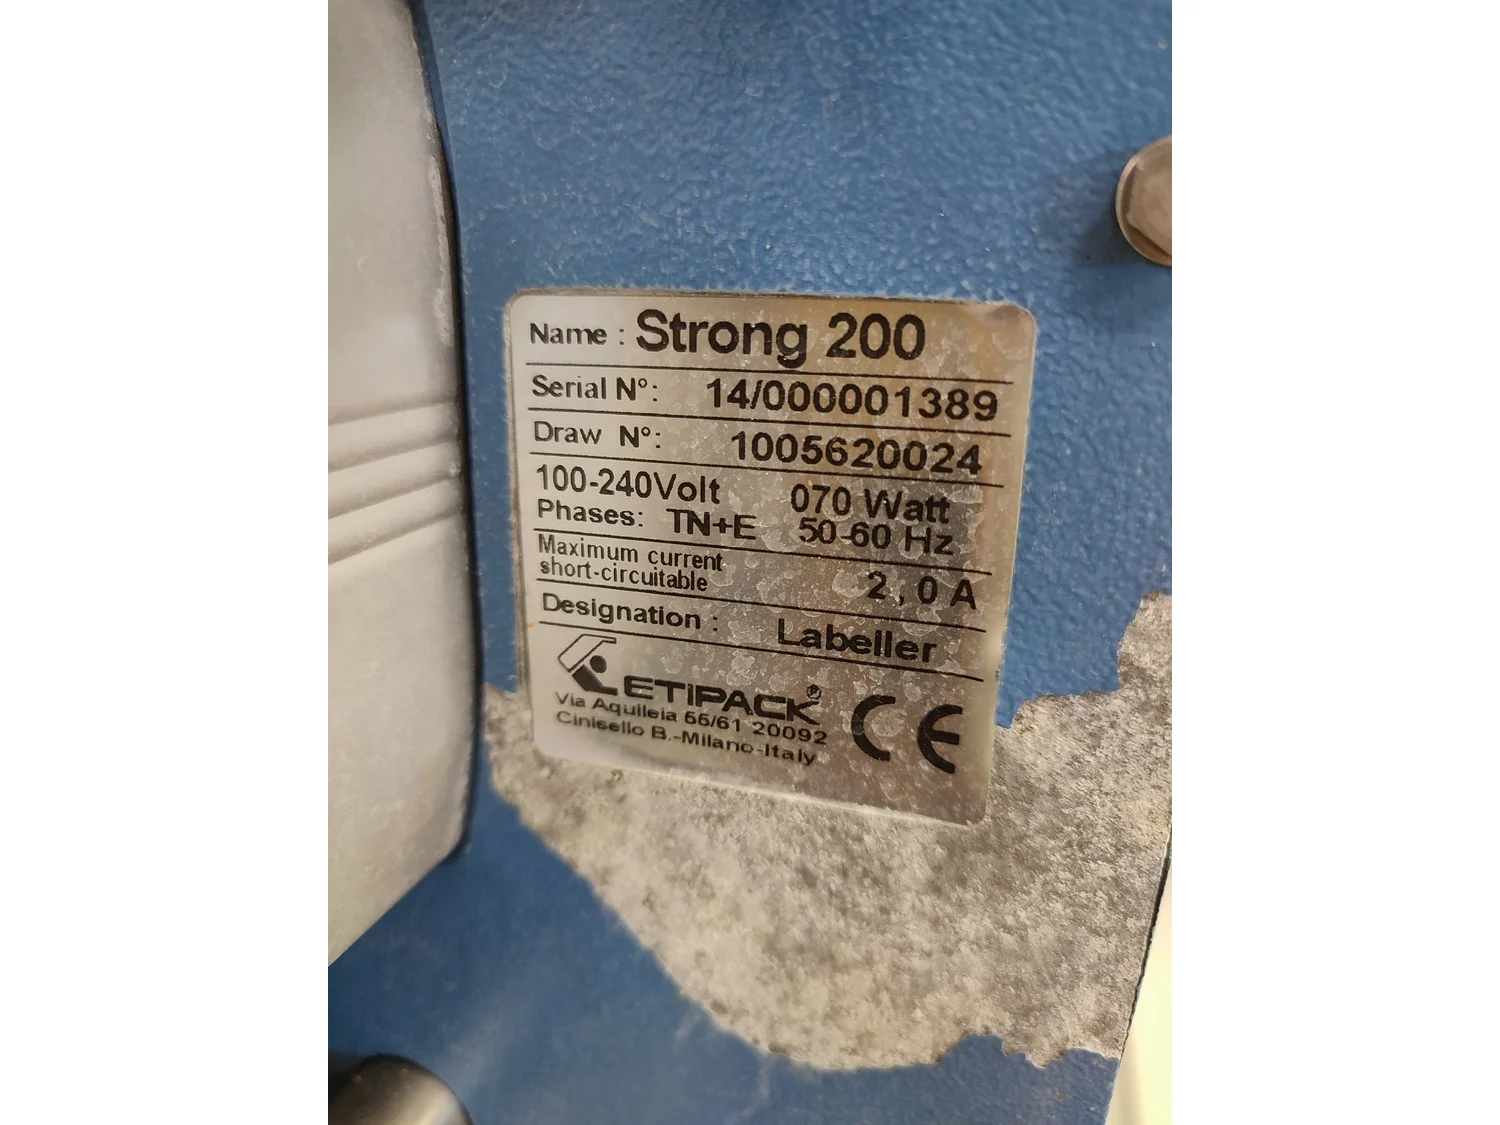 Name : Strong 200
Serial N°: 14/000001389
Draw N°: 1005620024
100-240Volt 070 Watt
Phases: TN+E 50-60 Hz
Maximum current
short-circuitable 2,0 A
Designation : Labeller
ETIPACK®
Via Aquileia 55/61 20092
Cinisello B.-Milano-Italy
CE